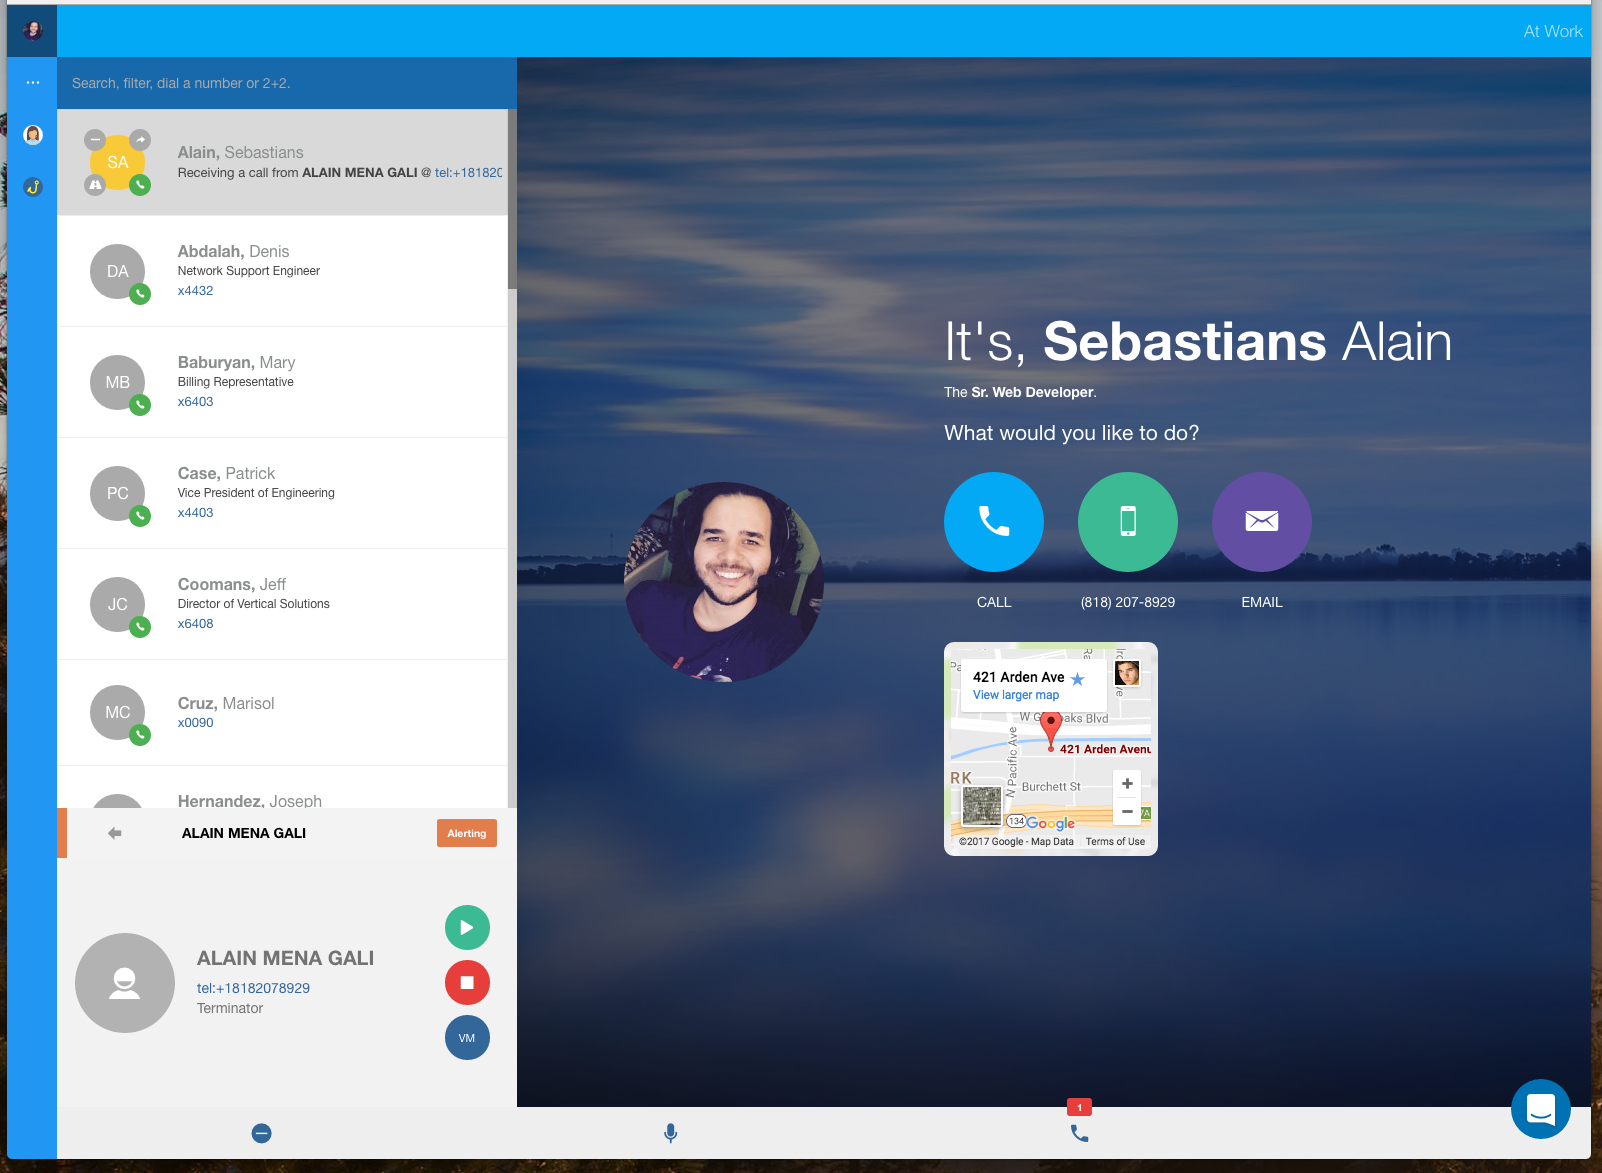 At Work
Search, filter, dial a number or 2+2.
SA
Alain, Sebastians
Receiving a call from ALAIN MENA GALI @ tel:+18182
DA
Abdalah, Denis
Network Support Engineer
x4432
MB
Baburyan, Mary
Billing Representative
x6403
PC
Case, Patrick
Vice President of Engineering
x4403
JC
Coomans, Jeff
Director of Vertical Solutions
x6408
MC
Cruz, Marisol
x0090
Hernandez, Joseph
ALAIN MENA GALI
Alerting
ALAIN MENA GALI
tel:+18182078929
Terminator
VM
It's, Sebastians Alain
The Sr. Web Developer.
What would you like to do?
CALL
(818) 207-8929
EMAIL
421 Arden Ave
View larger map
W G
oaks Blvd
421 Arden Avenu
N Pacific Ave
RK
Burchett St
134
Google
VA
©2017 Google - Map Data
Terms of Use
1